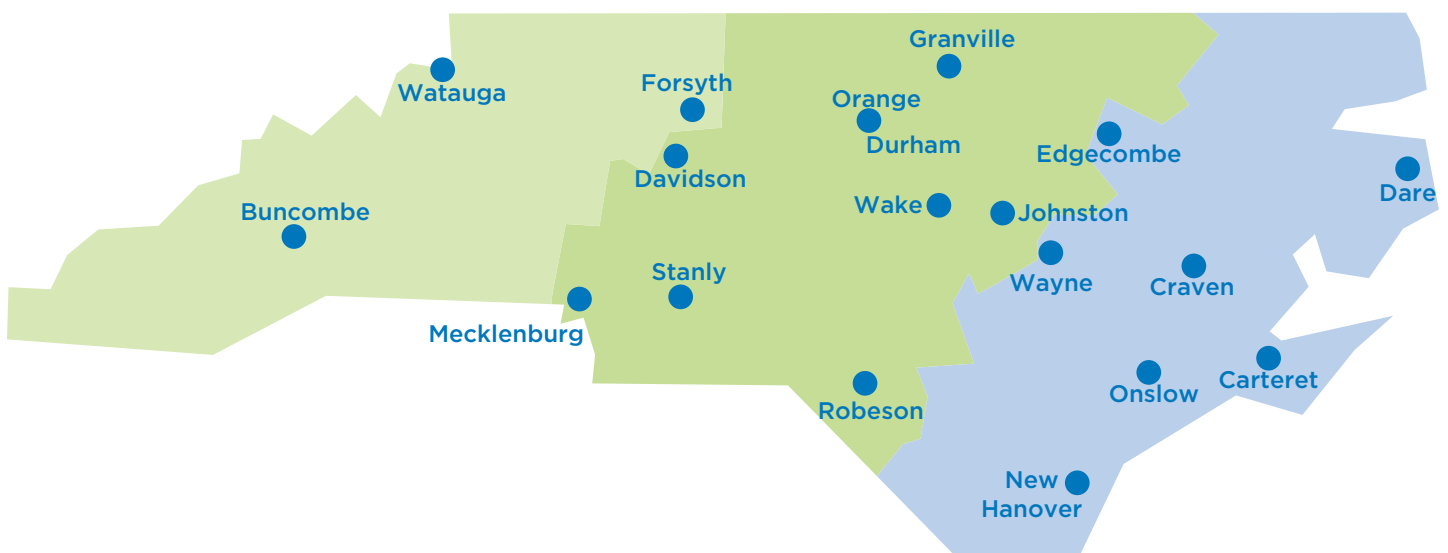 Granville
Watauga
Forsyth
Orange
Durham
Edgecombe
Davidson
Dare
Buncombe
Wake
Johnston
Stanly
Wayne
Craven
Mecklenburg
Onslow
Carteret
Robeson
New
Hanover